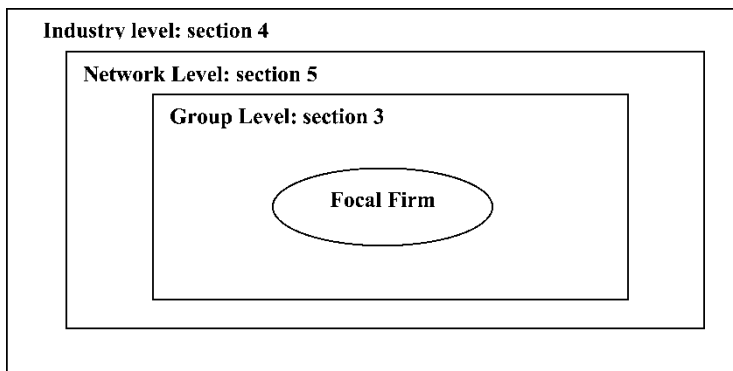 Industry level: section 4
Network Level: section 5
Group Level: section 3
Focal Firm